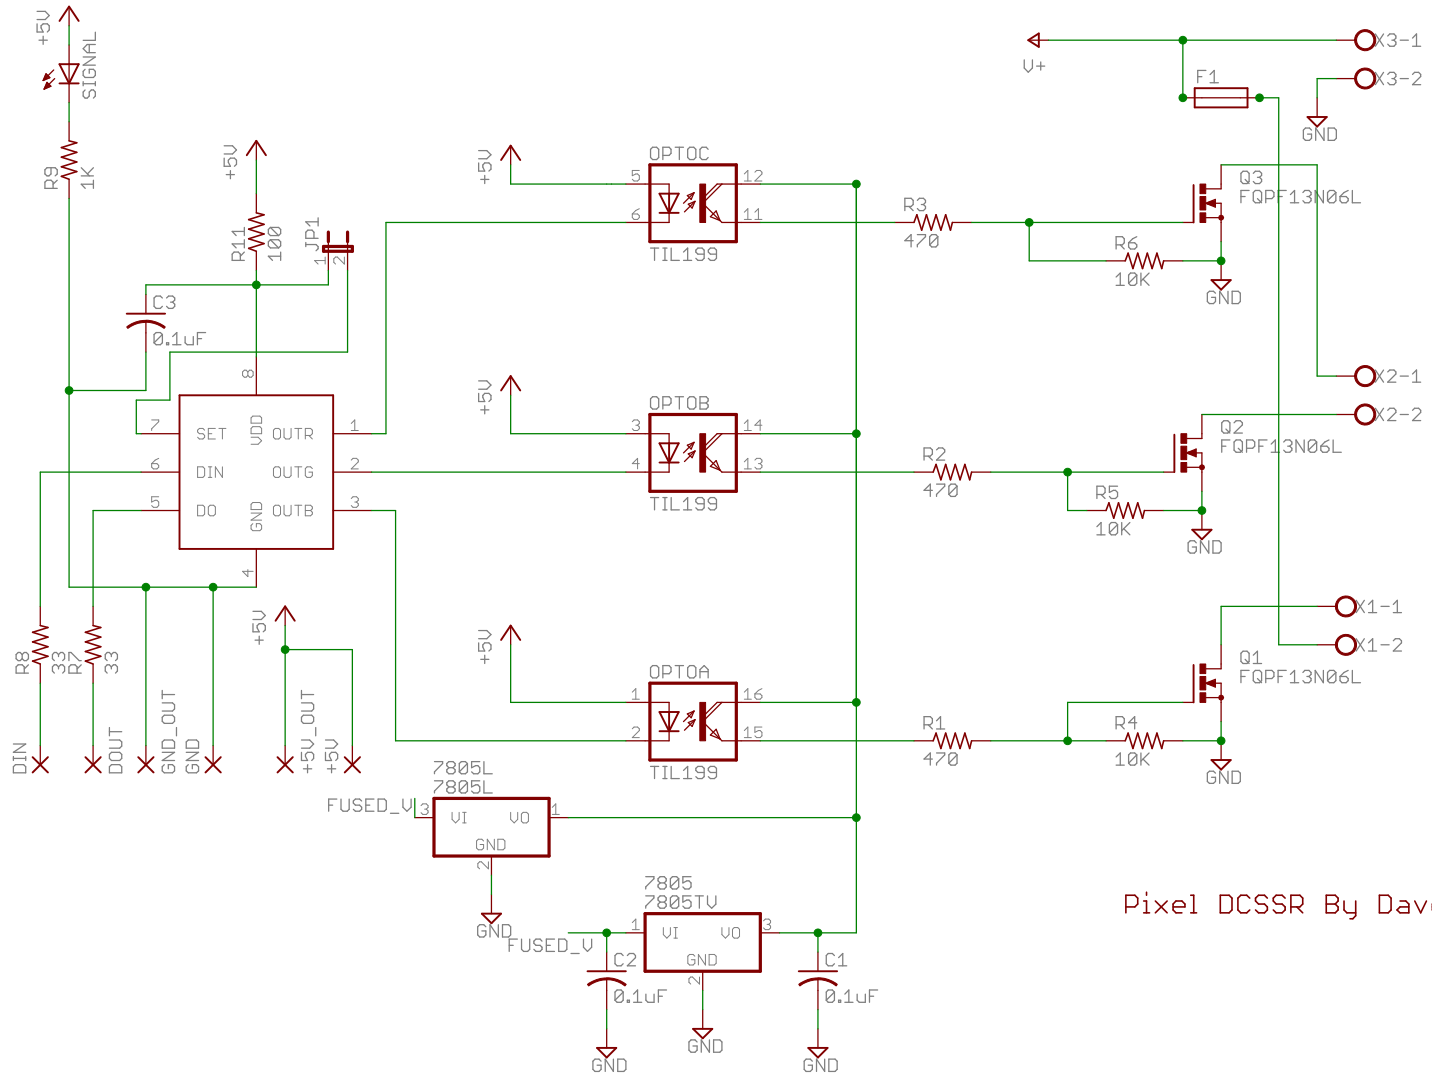 +5V
SIGNAL
R9
1K
+5V
R11
100
JP1
1
2
C3
0.1uF
8
7
SET
VDD
OUTR
1
6
DIN
OUTG
2
5
DO
GND
OUTB
3
4
R8
33
R7
33
+5V
DIN
DOUT
GND_OUT
GND
+5V_OUT
+5V
+5V
OPTOC
5
12
6
11
TIL199
+5V
OPTOB
3
14
4
13
TIL199
+5V
OPTOA
1
16
2
15
TIL199
7805L
7805L
FUSED_V
3
VI
VO
1
GND
2
GND
7805
7805TV
FUSED_V
1
VI
VO
3
GND
2
C2
0.1uF
C1
0.1uF
GND
GND
GND
V+
F1
X3-1
X3-2
GND
R3
470
R6
10K
Q3
FQPF13N06L
GND
X2-1
X2-2
R2
470
R5
10K
Q2
FQPF13N06L
GND
X1-1
X1-2
R1
470
R4
10K
Q1
FQPF13N06L
GND
Pixel DCSSR By Dav